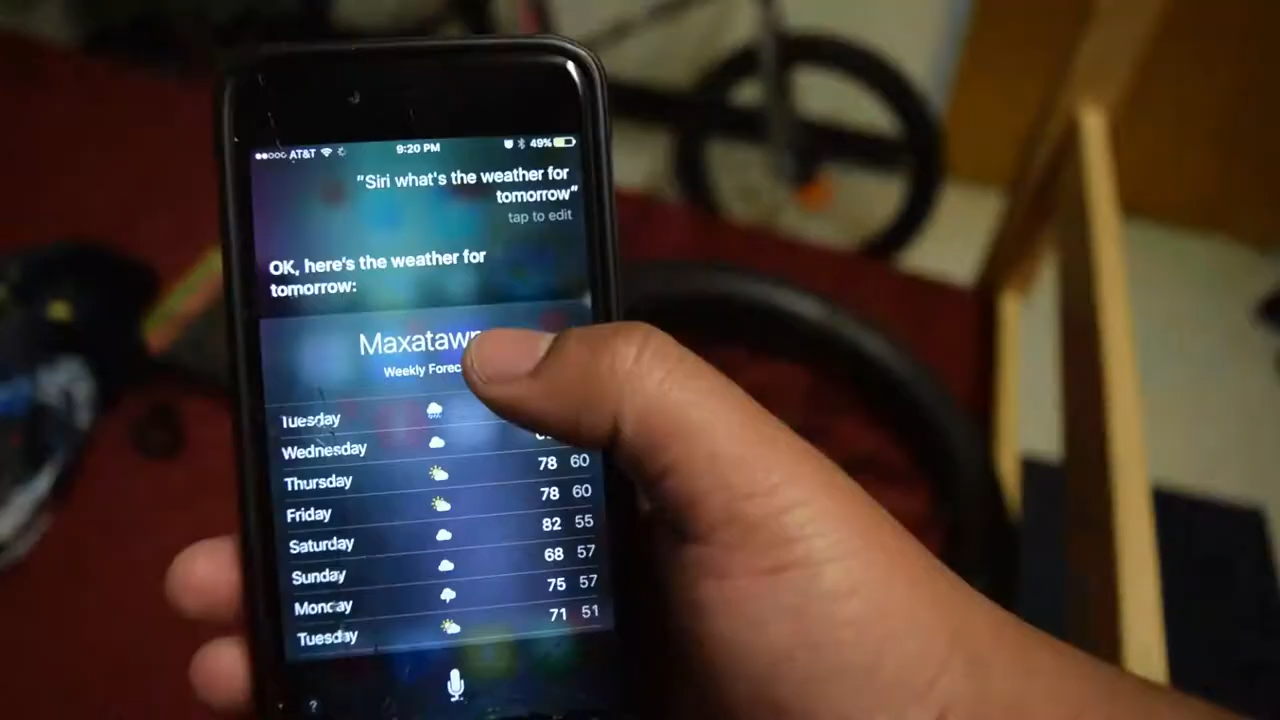 AT&T 9:20 PM 49%
"Siri what's the weather for
tomorrow"
tap to edit
OK, here's the weather for
tomorrow:
Maxatawn
Weekly Forec
Tuesday
Wednesday
Thursday 78 60
Friday 78 60
Saturday 82 55
Sunday 68 57
Monday 75 57
Tuesday 71 51
?